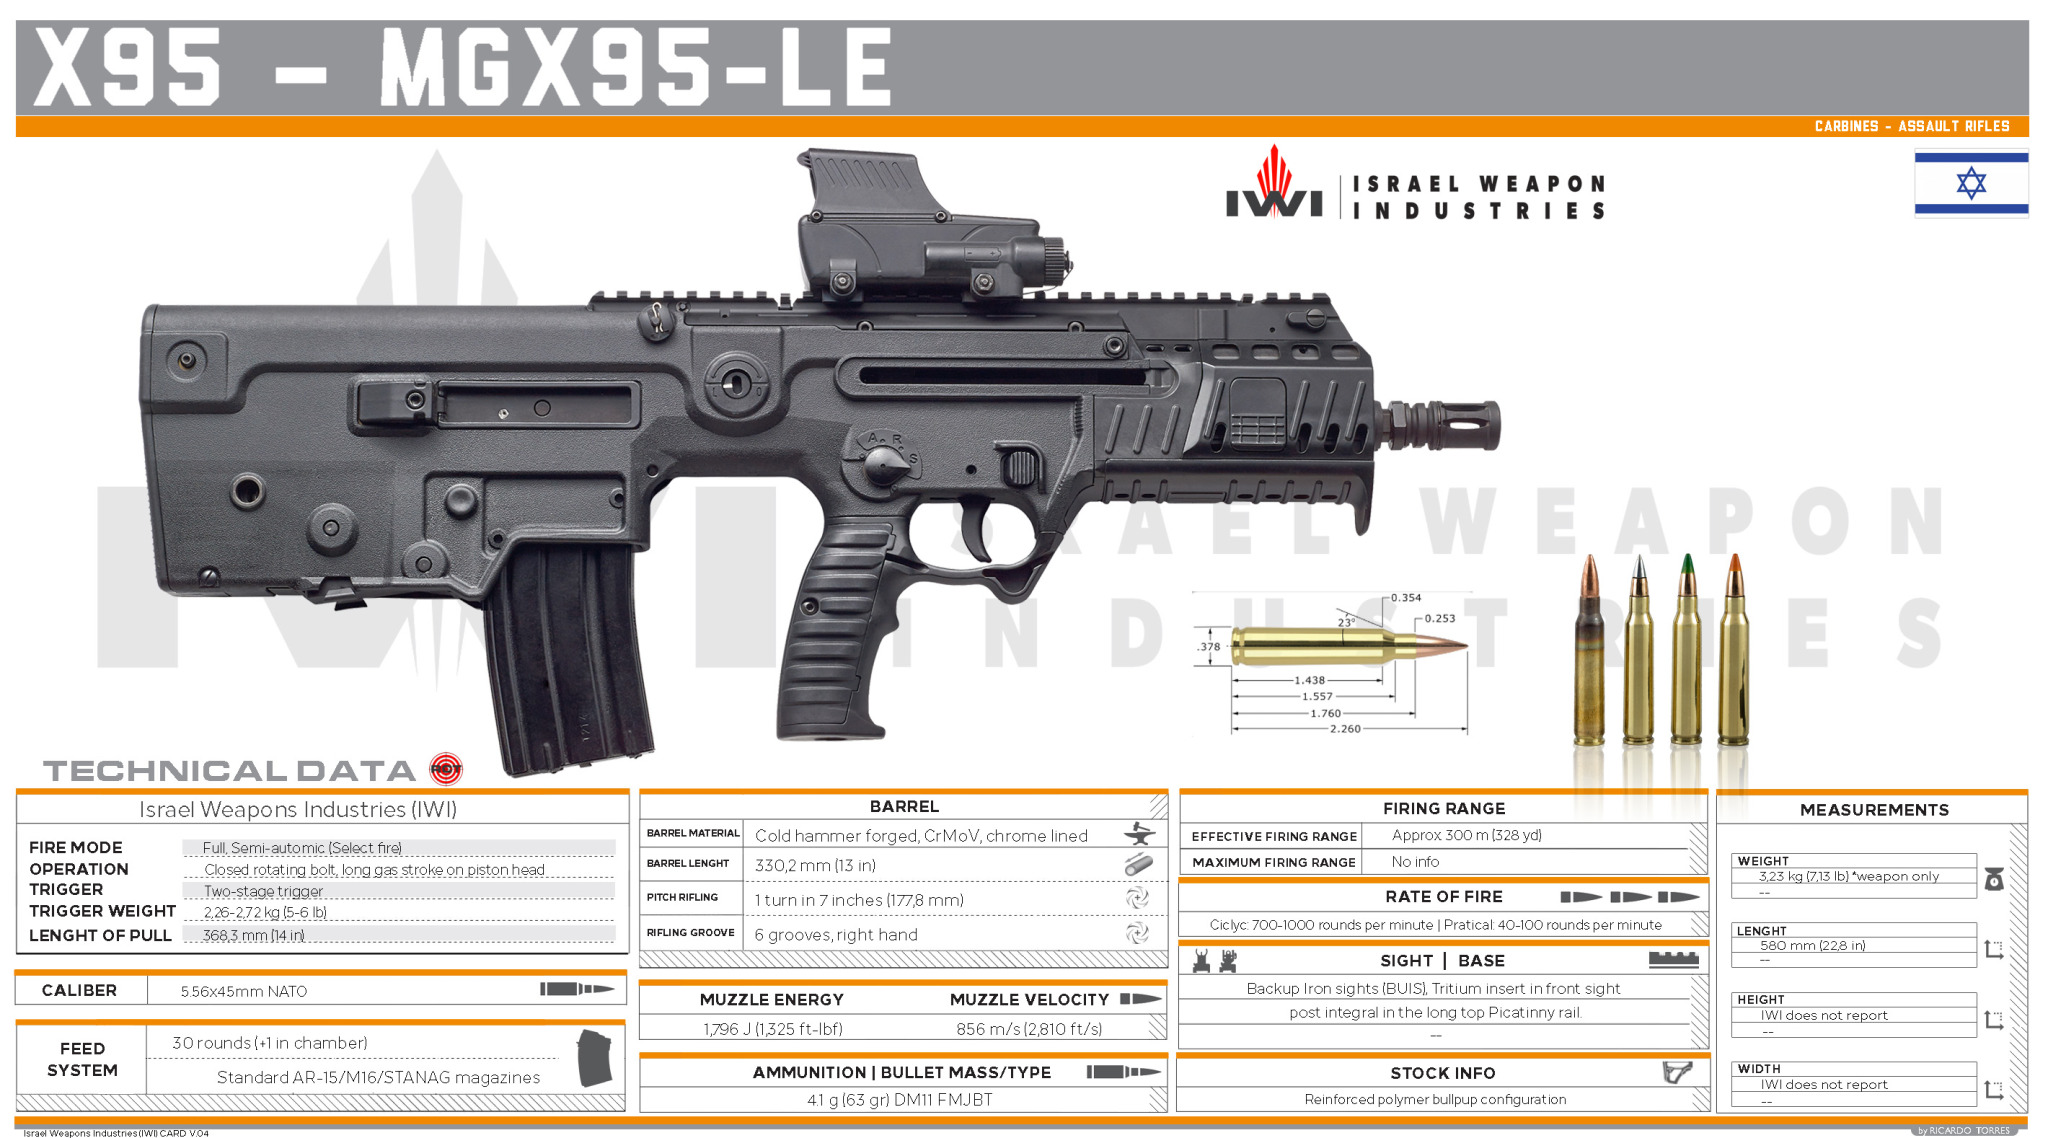 X95 - MGX95-LE
CARBINES - ASSAULT RIFLES
IWI
ISRAEL WEAPON
INDUSTRIES
A R S
ISRAEL WEAPON
INDUSTRIES
0.354
23°
0.253
.378
1.438
1.557
1.760
2.260
TECHNICAL DATA
Israel Weapons Industries (IWI)
FIRE MODE Full, Semi-automic (Select fire)
OPERATION Closed rotating bolt, long gas stroke on piston head
TRIGGER Two-stage trigger
TRIGGER WEIGHT 2,26-2,72 kg (5-6 lb)
LENGHT OF PULL 368,3 mm (14 in)
CALIBER 5.56x45mm NATO
FEED
SYSTEM
30 rounds (+1 in chamber)
Standard AR-15/M16/STANAG magazines
BARREL
BARREL MATERIAL Cold hammer forged, CrMoV, chrome lined
BARREL LENGHT 330,2 mm (13 in)
PITCH RIFLING 1 turn in 7 inches (177,8 mm)
RIFLING GROOVE 6 grooves, right hand
MUZZLE ENERGY MUZZLE VELOCITY
1,796 J (1,325 ft-lbf) 856 m/s (2,810 ft/s)
AMMUNITION | BULLET MASS/TYPE
4.1 g (63 gr) DM11 FMJBT
FIRING RANGE
EFFECTIVE FIRING RANGE Approx 300 m (328 yd)
MAXIMUM FIRING RANGE No info
RATE OF FIRE
Ciclyc: 700-1000 rounds per minute | Pratical: 40-100 rounds per minute
SIGHT | BASE
Backup Iron sights (BUIS), Tritium insert in front sight
post integral in the long top Picatinny rail.
--
STOCK INFO
Reinforced polymer bullpup configuration
MEASUREMENTS
WEIGHT
3,23 kg (7,13 lb) *weapon only
--
LENGHT
580 mm (22,8 in)
--
HEIGHT
IWI does not report
--
WIDTH
IWI does not report
--
Israel Weapons Industries (IWI) CARD V.04
by RICARDO TORRES